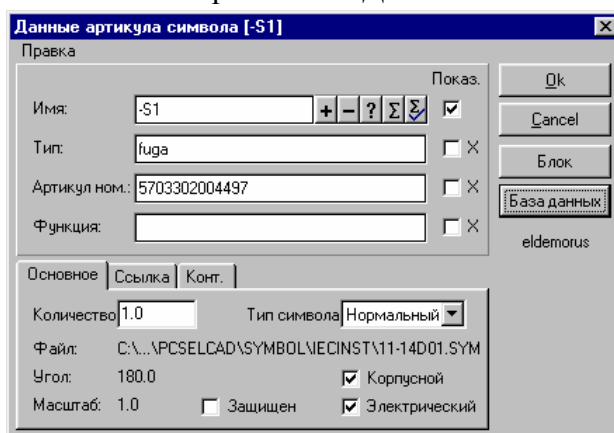 Данные артикула символа [-S1]
Правка
Показ.
Имя: -S1 + − ? Σ Σ
Тип: fuga X
Артикул ном.: 5703302004497 X
Функция: X
Ok
Cancel
Блок
База данных
eldemorus
Основное Ссылка Конт.
Количество 1.0 Тип символа Нормальный
Файл: C:\...\PCSELCAD\SYMBOL\IECINST\11-14D01.SYM
Угол: 180.0 Корпусной
Масштаб: 1.0 Защищен Электрический